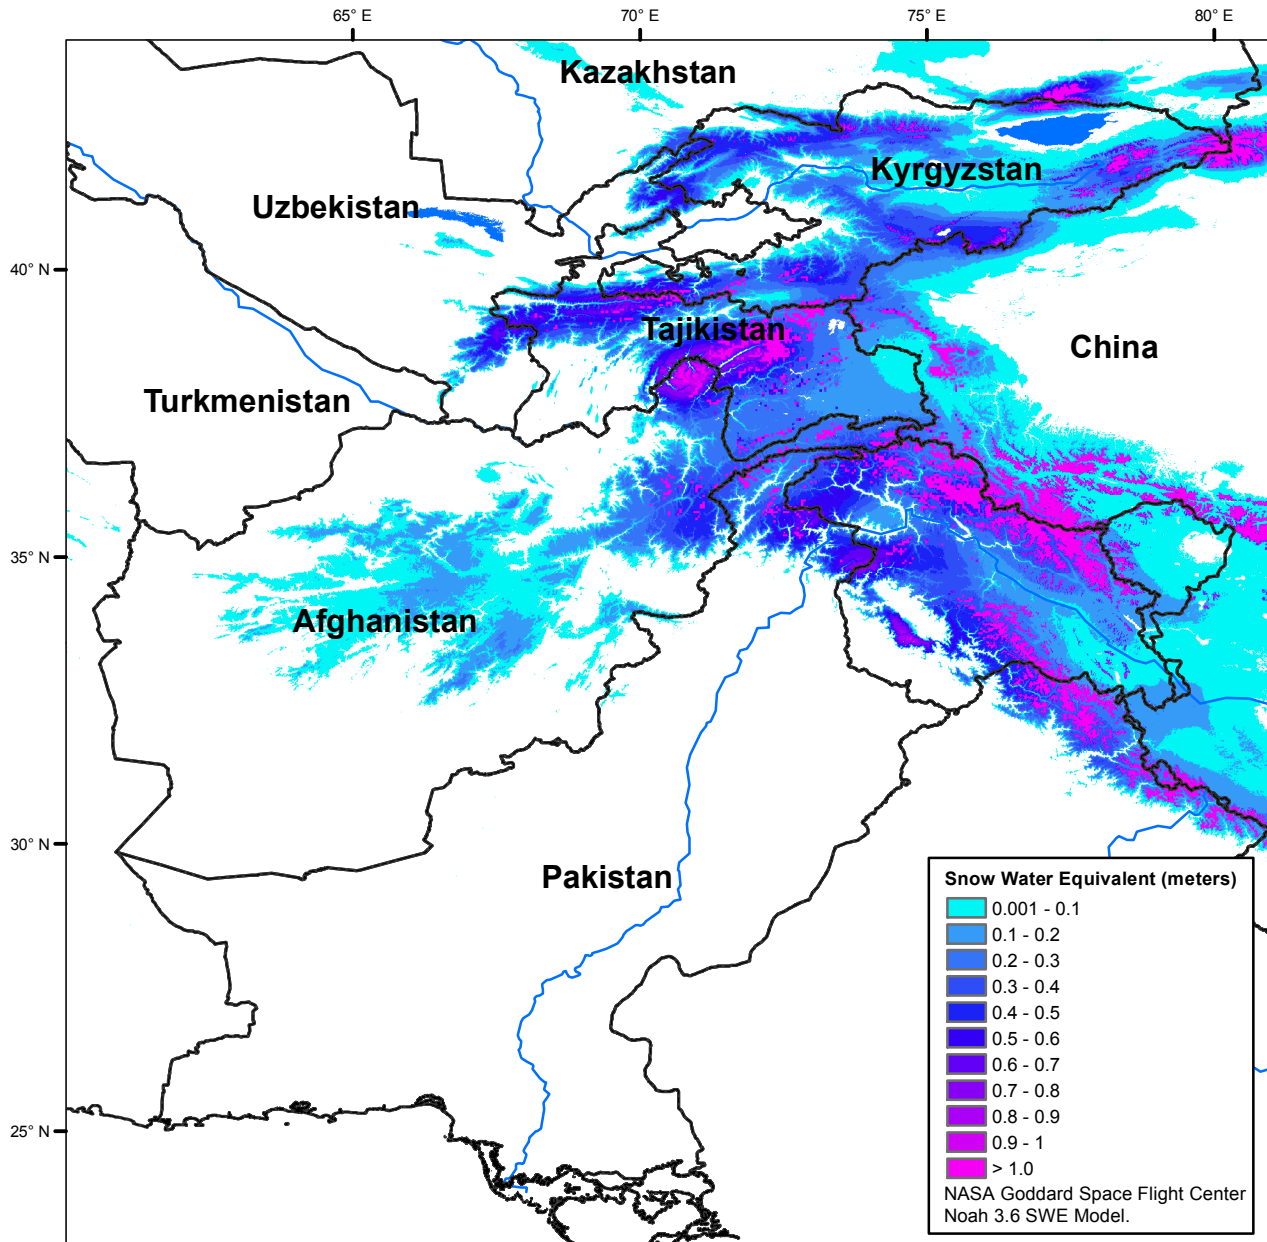 65° E
70° E
75° E
80° E
Kazakhstan
Kyrgyzstan
Uzbekistan
40° N
Tajikistan
China
Turkmenistan
35° N
Afghanistan
30° N
Pakistan
25° N
Snow Water Equivalent (meters)
0.001 - 0.1
0.1 - 0.2
0.2 - 0.3
0.3 - 0.4
0.4 - 0.5
0.5 - 0.6
0.6 - 0.7
0.7 - 0.8
0.8 - 0.9
0.9 - 1
> 1.0
NASA Goddard Space Flight Center
Noah 3.6 SWE Model.